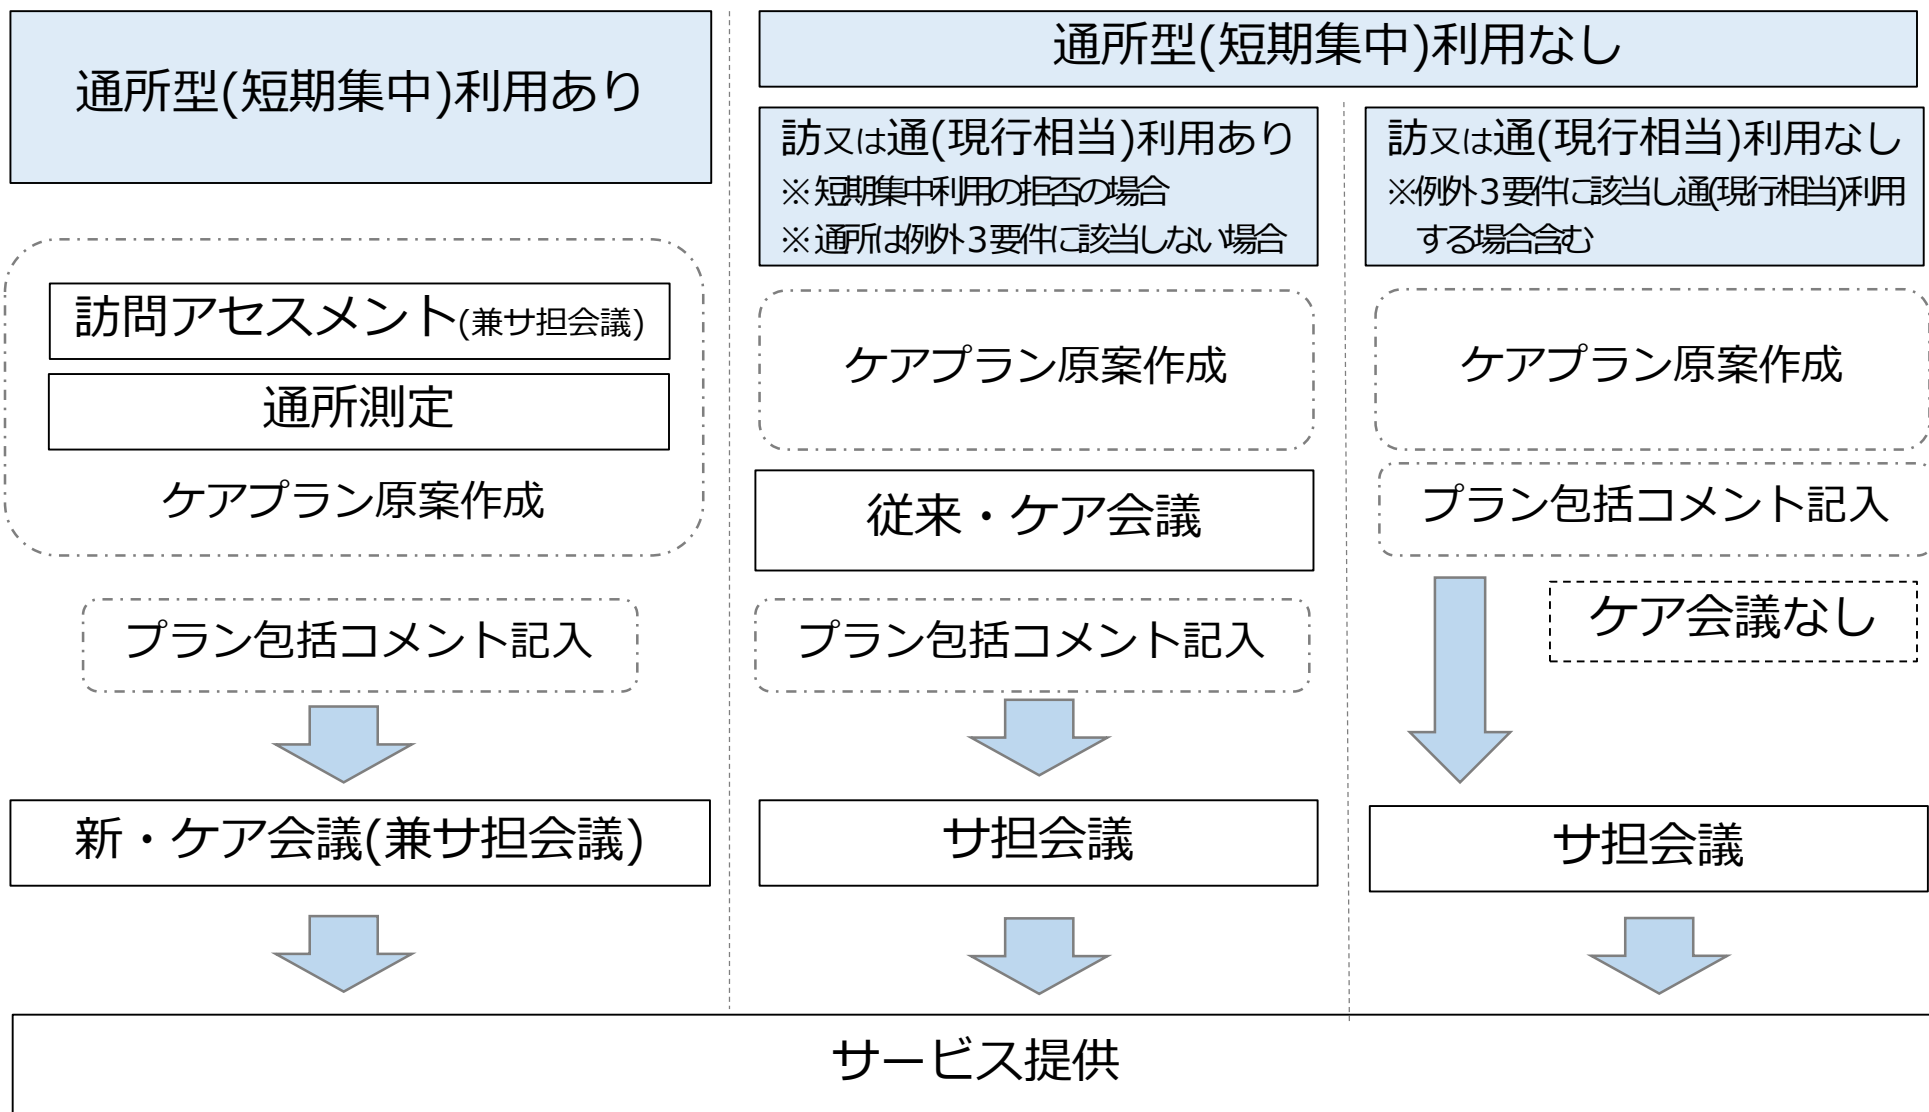 通所型(短期集中)利用あり
訪問アセスメント(兼サ担会議)
通所測定
ケアプラン原案作成
プラン包括コメント記入
新・ケア会議(兼サ担会議)
通所型(短期集中)利用なし
訪又は通(現行相当)利用あり
※短期集中利用の拒否の場合
※通所は例外3要件に該当しない場合
ケアプラン原案作成
従来・ケア会議
プラン包括コメント記入
サ担会議
訪又は通(現行相当)利用なし
※例外3要件に該当し通(現行相当)利用
する場合含む
ケアプラン原案作成
プラン包括コメント記入
ケア会議なし
サ担会議
サービス提供